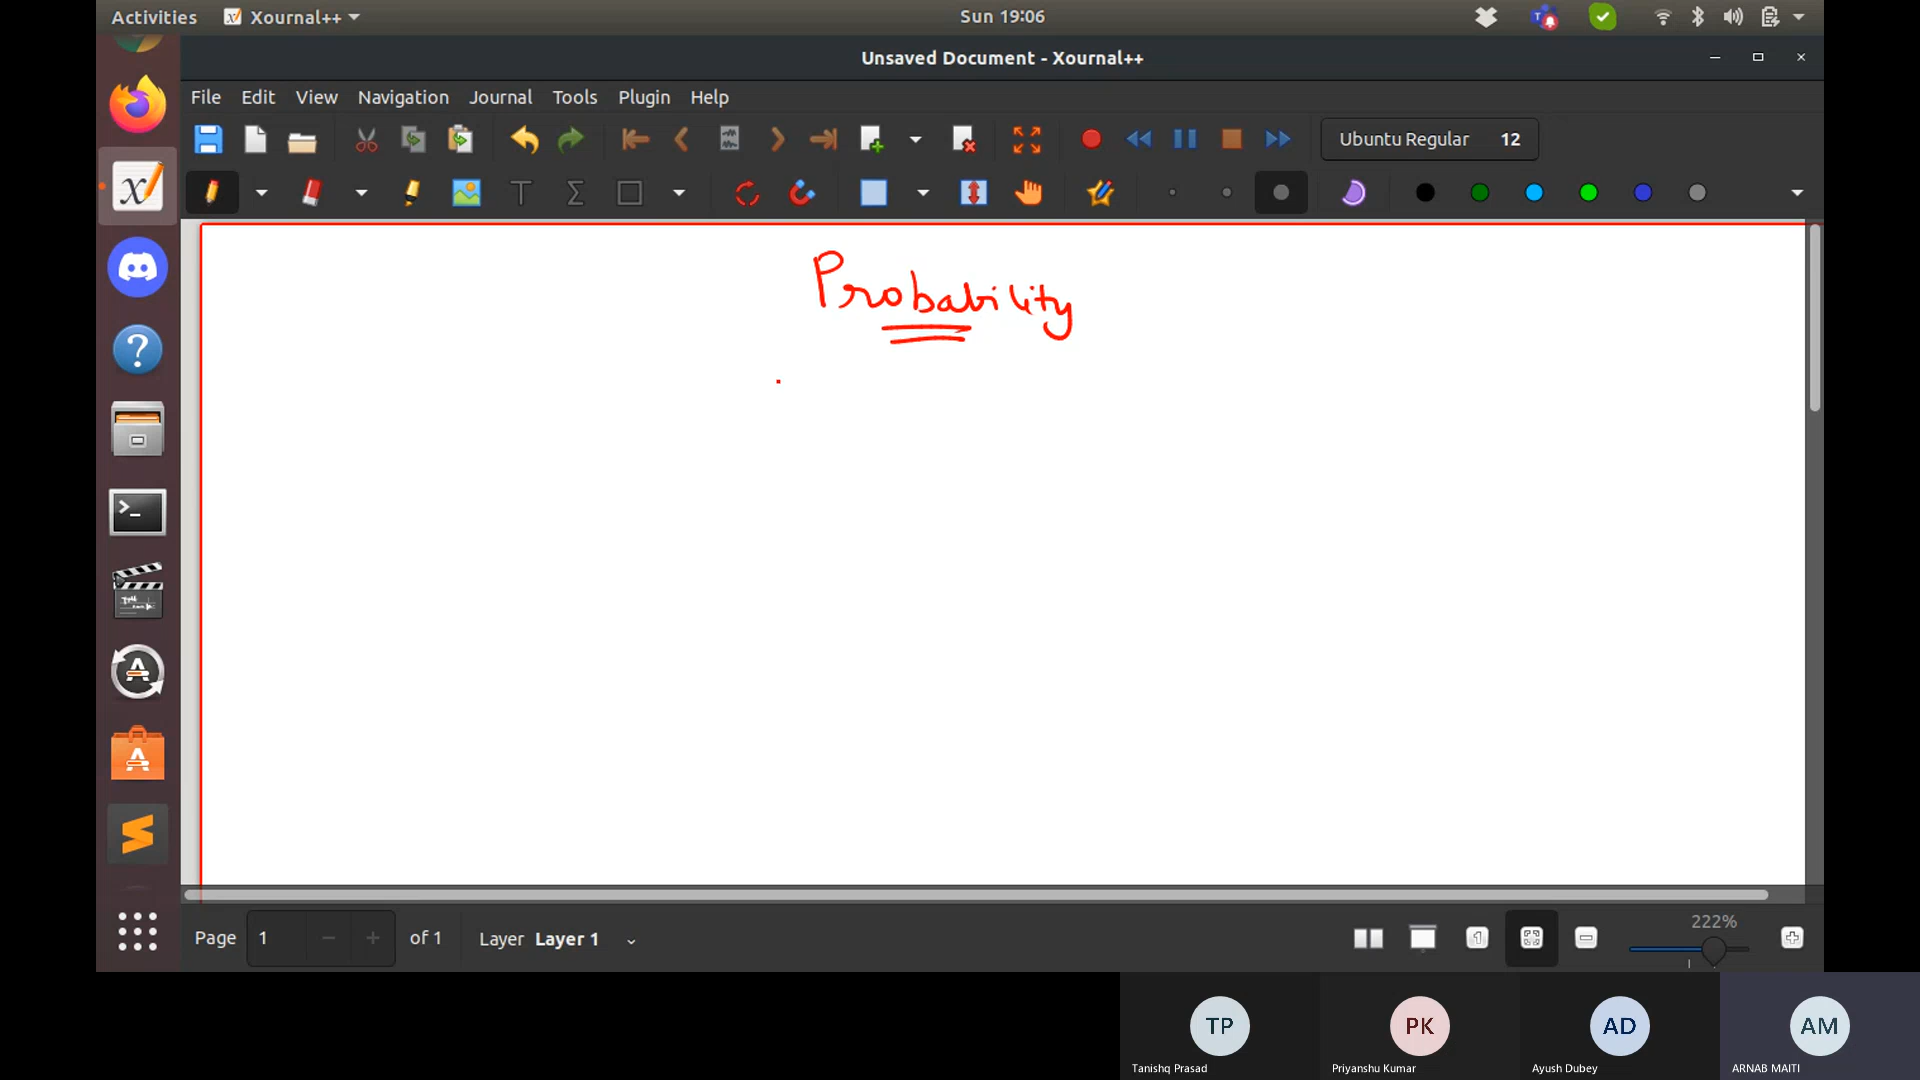 Activities Xournal++ Sun 19:06
Unsaved Document - Xournal++
File Edit View Navigation Journal Tools Plugin Help
Ubuntu Regular 12
Probability
Page 1 of 1 Layer Layer 1 222%
TP PK AD AM
Tanishq Prasad Priyanshu Kumar Ayush Dubey ARNAB MAITI